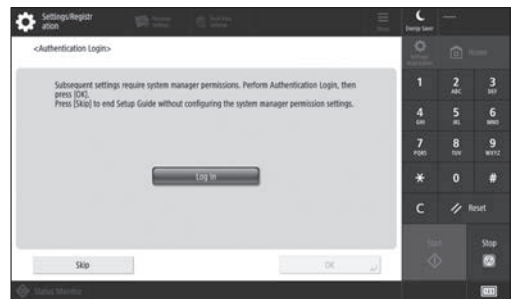 Settings/Registr
ation
Menu
Energy Saver
<Authentication Login>
Home
Subsequent settings require system manager permissions. Perform Authentication Login, then
press [OK].
Press [Skip] to end Setup Guide without configuring the system manager permission settings.
Log In
Skip
OK
1
2
ABC
3
DEF
4
GHI
5
JKL
6
MNO
7
PQRS
8
TUV
9
WXYZ
*
0
#
C
Reset
Start
Stop
Status Monitor